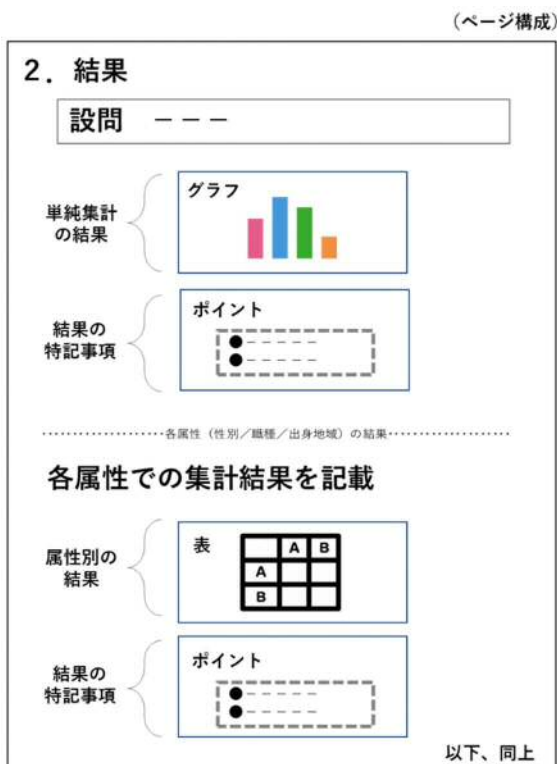 （ページ構成）
２．結果
設問　－－－
グラフ
単純集計
の結果
ポイント
結果の
特記事項
各属性（性別／職種／出身地域）の結果
各属性での集計結果を記載
表
A B
属性別の
結果
A
B
ポイント
結果の
特記事項
以下、同上